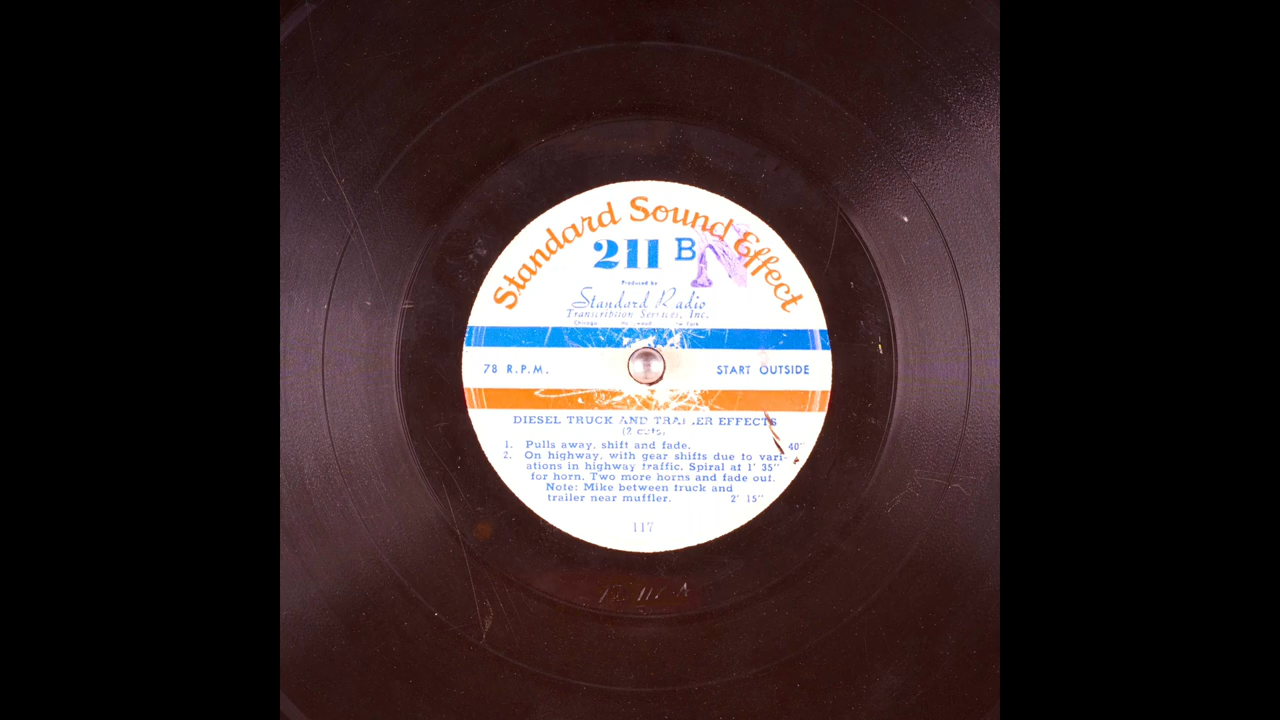 Standard Sound Effect
211 B
Produced by
Standard Radio
Transcription Services, Inc.
Chicago
78 R.P.M. START OUTSIDE
DIESEL TRUCK AND TRAILER EFFECTS
(2 cuts)
1. Pulls away, shift and fade. 40"
2. On highway, with gear shifts due to vari-
ations in highway traffic. Spiral at 1' 35"
for horn. Two more horns and fade out.
Note: Mike between truck and
trailer near muffler. 2' 15"
117